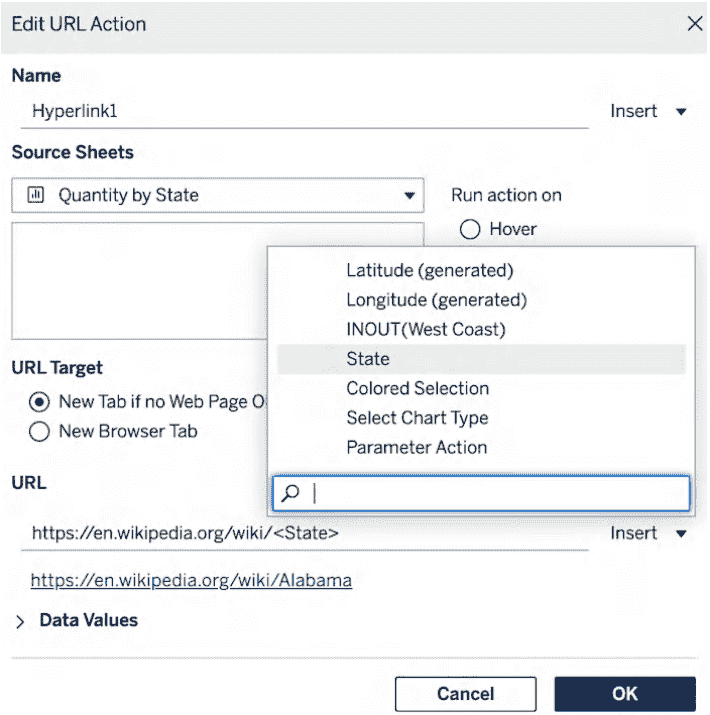 Edit URL Action
Name
Hyperlink1 Insert
Source Sheets
Quantity by State Run action on
Hover
Latitude (generated)
Longitude (generated)
INOUT(West Coast)
State
Colored Selection
Select Chart Type
Parameter Action
URL Target
New Tab if no Web Page O
New Browser Tab
URL
https://en.wikipedia.org/wiki/<State> Insert
https://en.wikipedia.org/wiki/Alabama
Data Values
Cancel OK